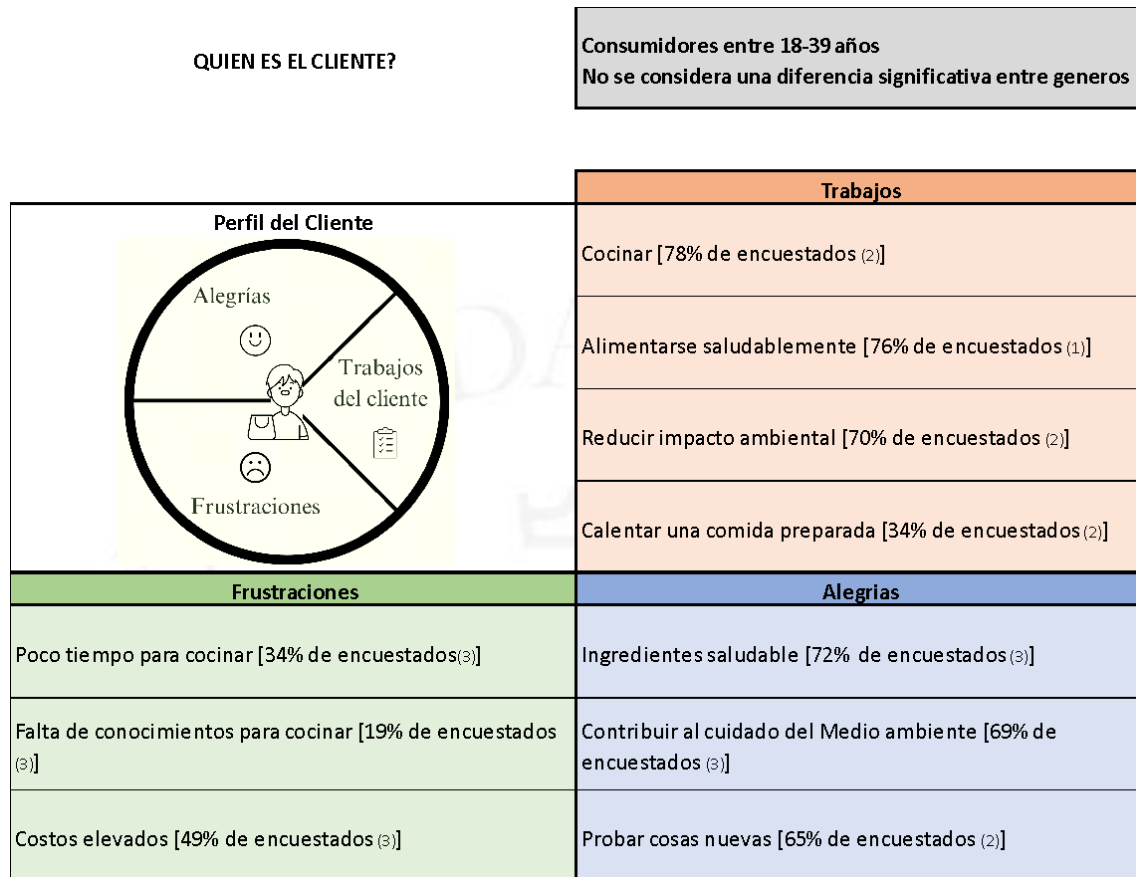 QUIEN ES EL CLIENTE?
Consumidores entre 18-39 años
No se considera una diferencia significativa entre generos
Trabajos
Perfil del Cliente
Alegrías
Trabajos
del cliente
Frustraciones
Cocinar [78% de encuestados (2)]
Alimentarse saludablemente [76% de encuestados (1)]
Reducir impacto ambiental [70% de encuestados (2)]
Calentar una comida preparada [34% de encuestados (2)]
Frustraciones
Alegrias
Poco tiempo para cocinar [34% de encuestados(3)]
Ingredientes saludable [72% de encuestados (3)]
Falta de conocimientos para cocinar [19% de encuestados
(3)]
Contribuir al cuidado del Medio ambiente [69% de
encuestados (3)]
Costos elevados [49% de encuestados (3)]
Probar cosas nuevas [65% de encuestados (2)]